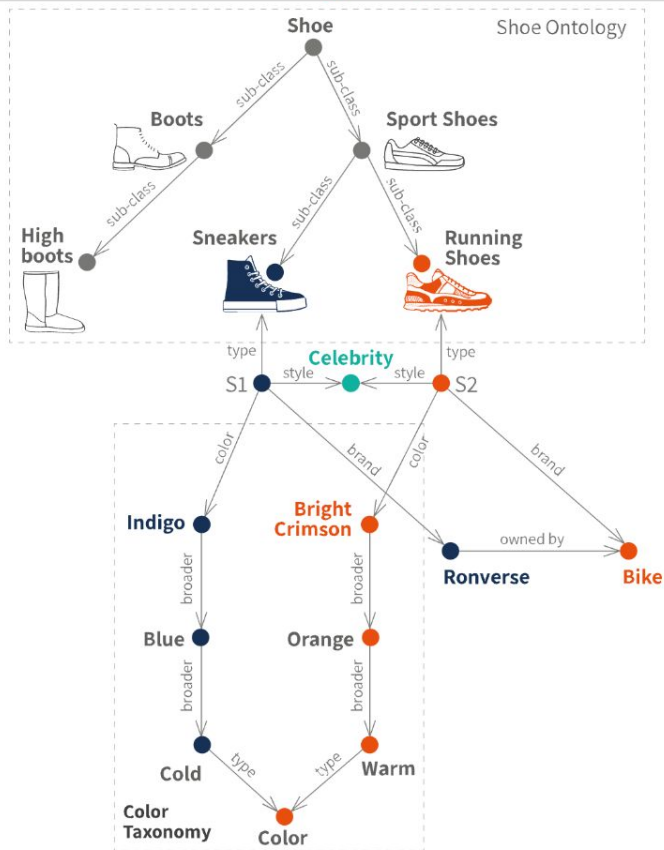 Shoe
Shoe Ontology
sub-class
sub-class
Boots
Sport Shoes
sub-class
sub-class
sub-class
High
boots
Sneakers
Running
Shoes
type
Celebrity
type
S1
style
style
S2
color
brand
color
brand
Indigo
Bright
Crimson
owned by
Ronverse
Bike
broader
broader
Blue
Orange
broader
broader
Cold
type
type
Warm
Color
Taxonomy
Color